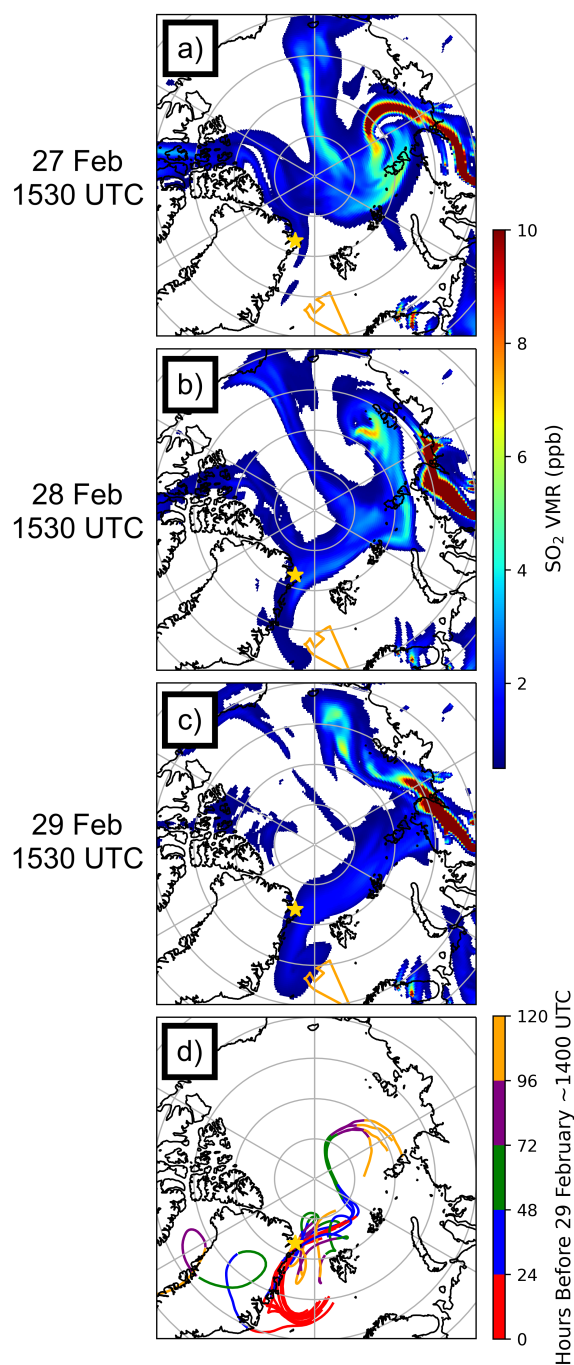 a)
27 Feb
1530 UTC
b)
28 Feb
1530 UTC
c)
29 Feb
1530 UTC
d)
10
8
6
4
2
SO₂ VMR (ppb)
120
96
72
48
24
0
Hours Before 29 February ~1400 UTC